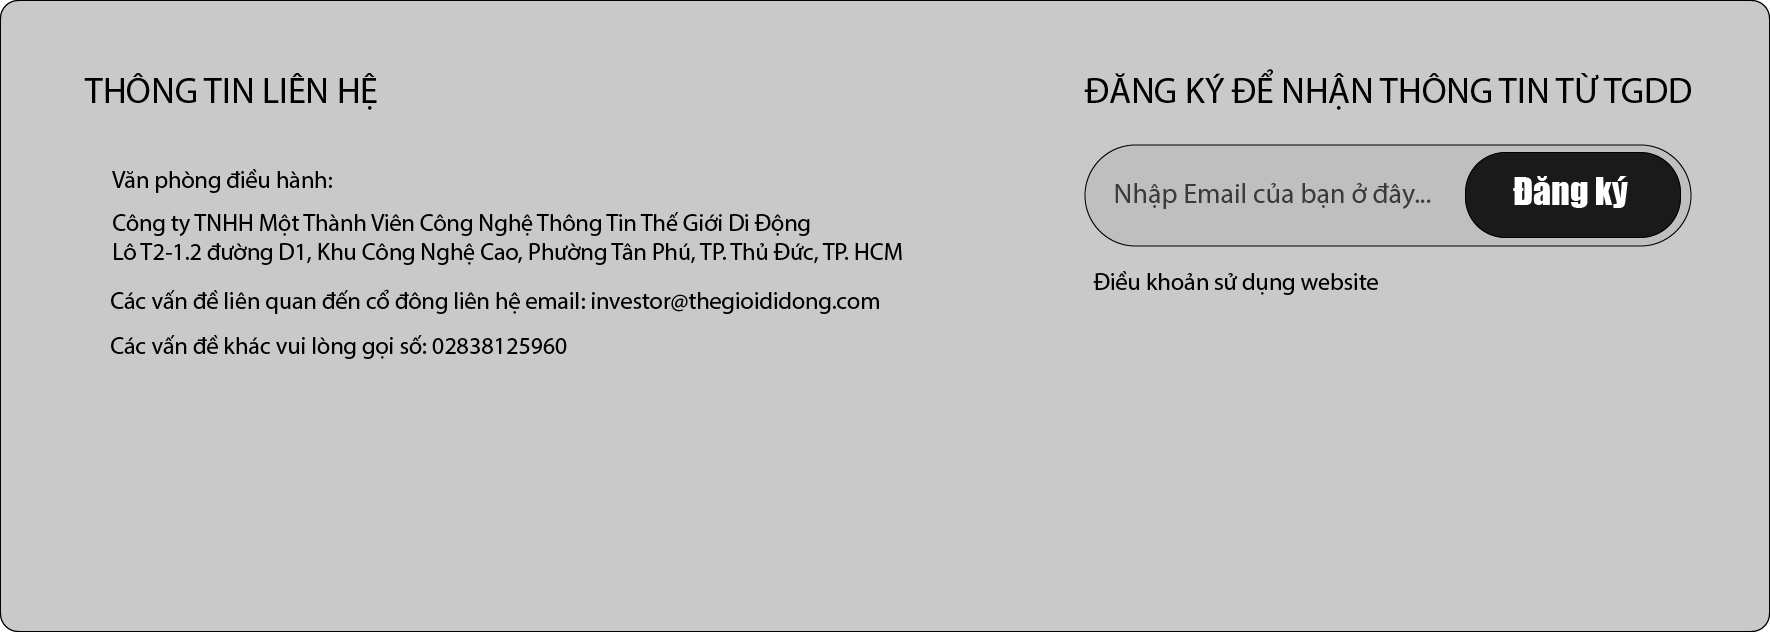 THÔNG TIN LIÊN HỆ
Văn phòng điều hành:
Công ty TNHH Một Thành Viên Công Nghệ Thông Tin Thế Giới Di Động
Lô T2-1.2 đường D1, Khu Công Nghệ Cao, Phường Tân Phú, TP. Thủ Đức, TP. HCM
Các vấn đề liên quan đến cổ đông liên hệ email: investor@thegioididong.com
Các vấn đề khác vui lòng gọi số: 02838125960
ĐĂNG KÝ ĐỂ NHẬN THÔNG TIN TỪ TGDD
Nhập Email của bạn ở đây...
Đăng ký
Điều khoản sử dụng website